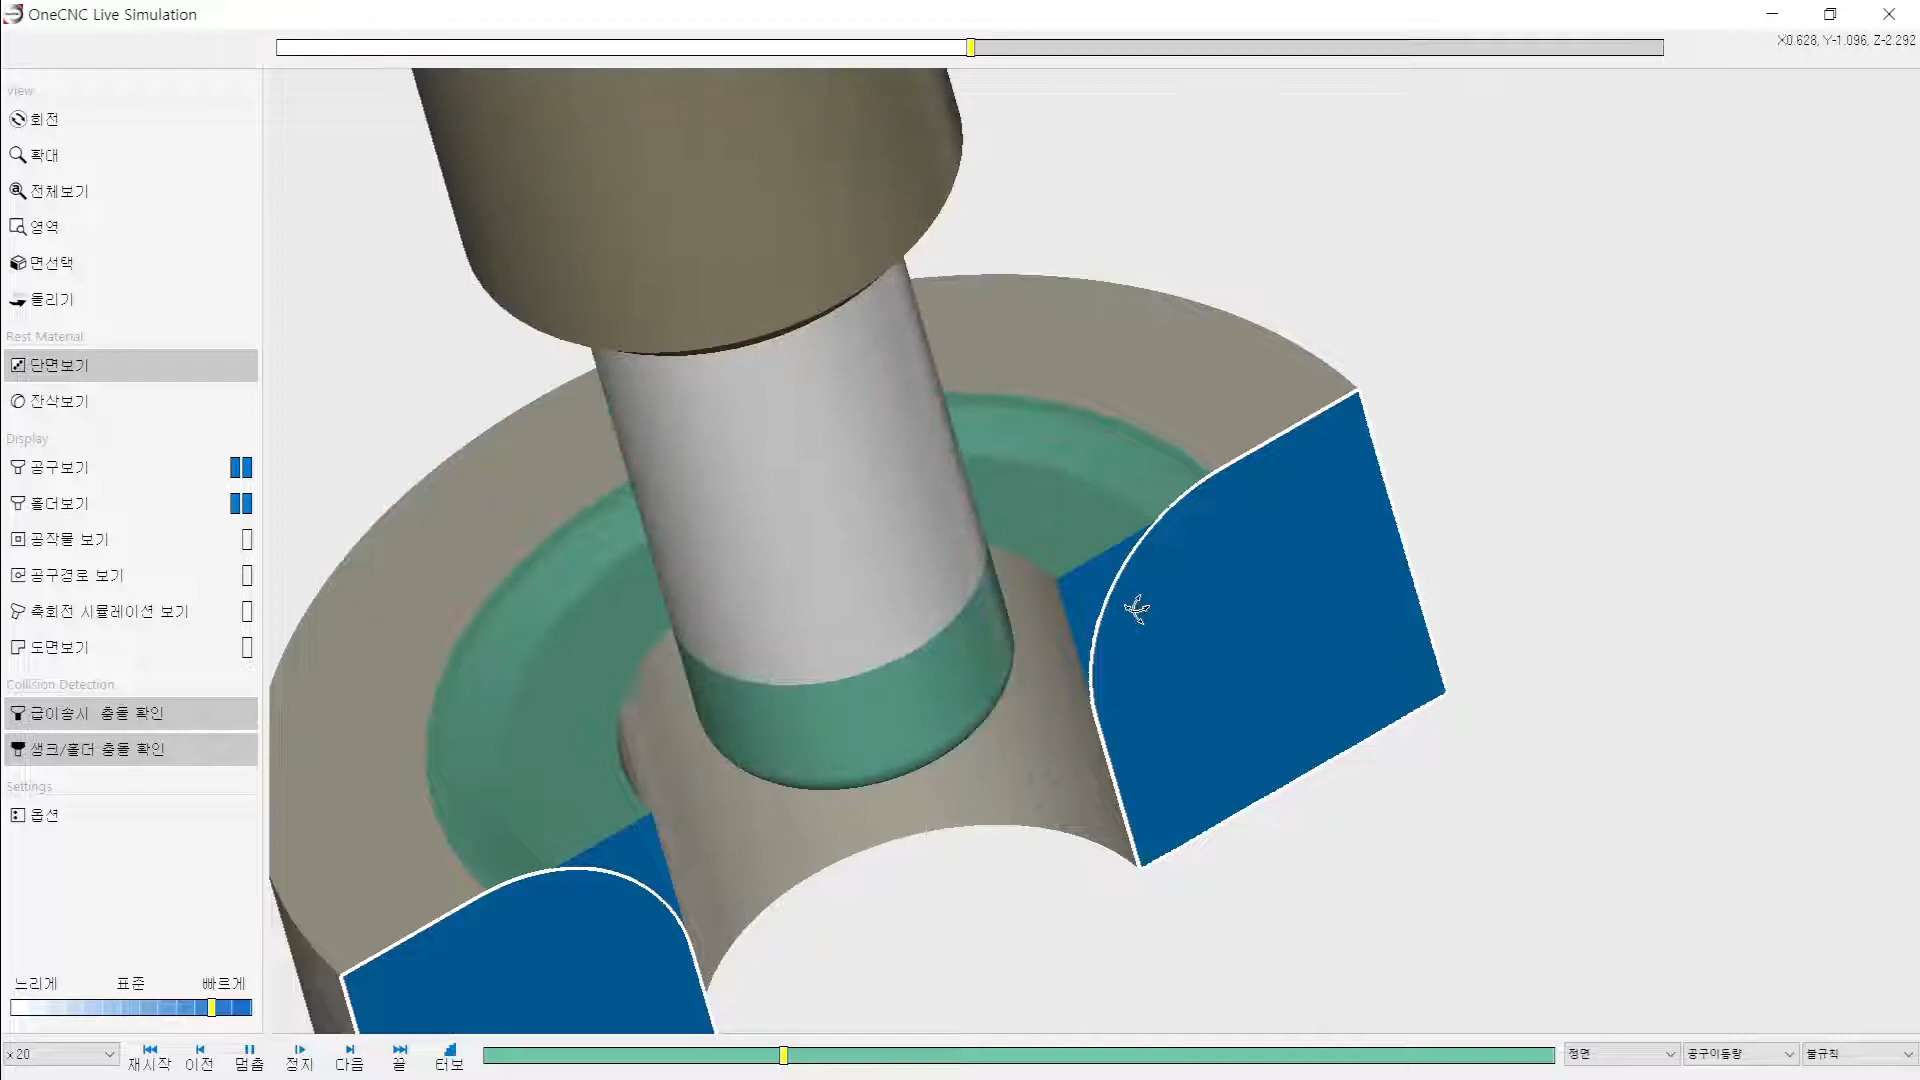 OneCNC Live Simulation
X0.628, Y-1.096, Z-2.292
View
회전
확대
전체보기
영역
면선택
돌리기
Rest Material
단면보기
잔삭보기
Display
공구보기
홀더보기
공작물 보기
공구경로 보기
축회전 시뮬레이션 보기
도면보기
Collision Detection
급이송시 충돌 확인
생크/홀더 충돌 확인
Settings
옵션
느리게 표준 빠르게
x20
재시작 이전 멈춤 정지 다음 끝 터보
정면 공구이동량 불규칙